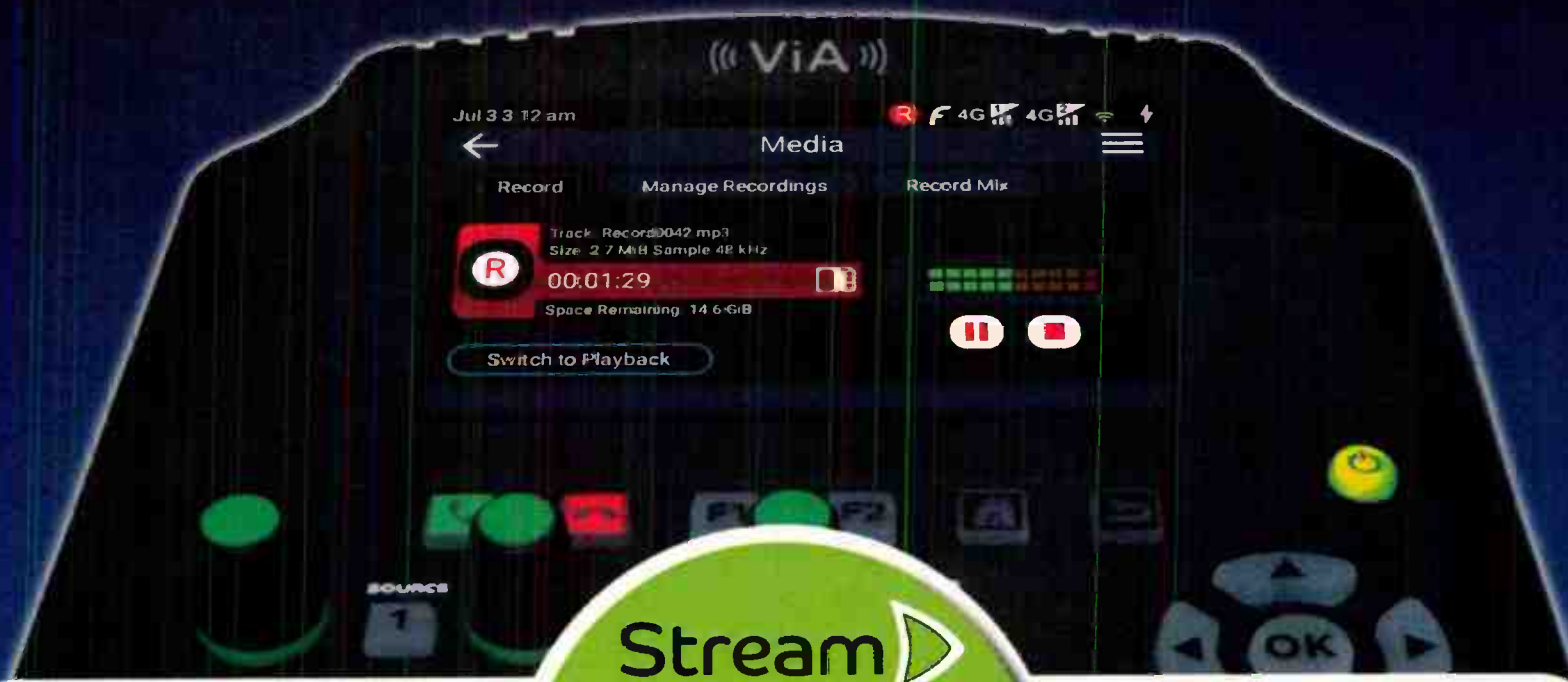 ViA
Jul 3 3 12 am
R 4G 4G
Media
Record Manage Recordings Record Mix
Track Record0042 mp3
Size 2 7 MiB Sample 48 kHz
R
00:01:29
Space Remaining 14 6 GiB
Switch to Playback
F1 F2
SOURCE
1
Stream
OK